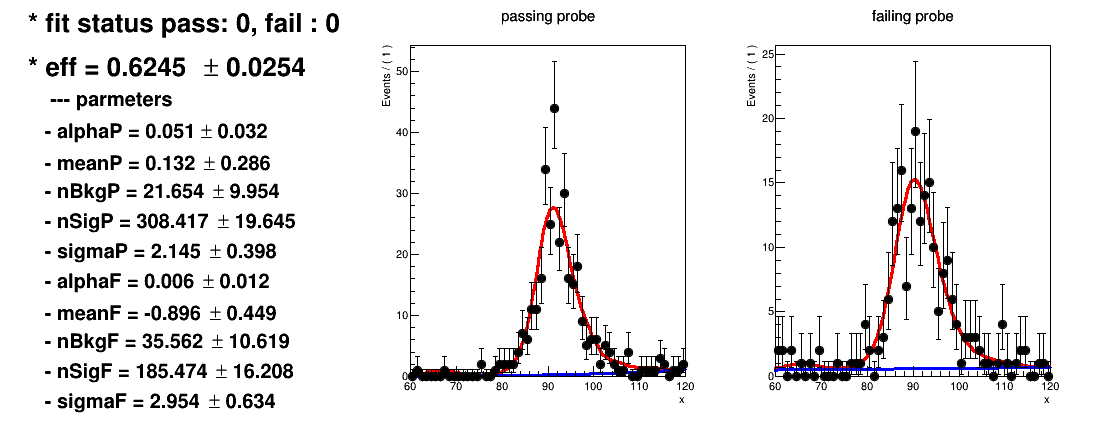 * fit status pass: 0, fail : 0
* eff = 0.6245 ± 0.0254
--- parmeters
- alphaP = 0.051 ± 0.032
- meanP = 0.132 ± 0.286
- nBkgP = 21.654 ± 9.954
- nSigP = 308.417 ± 19.645
- sigmaP = 2.145 ± 0.398
- alphaF = 0.006 ± 0.012
- meanF = -0.896 ± 0.449
- nBkgF = 35.562 ± 10.619
- nSigF = 185.474 ± 16.208
- sigmaF = 2.954 ± 0.634
passing probe
Events / ( 1 )
50
40
30
20
10
0
60 70 80 90 100 110 120
x
failing probe
Events / ( 1 )
25
20
15
10
5
0
60 70 80 90 100 110 120
x